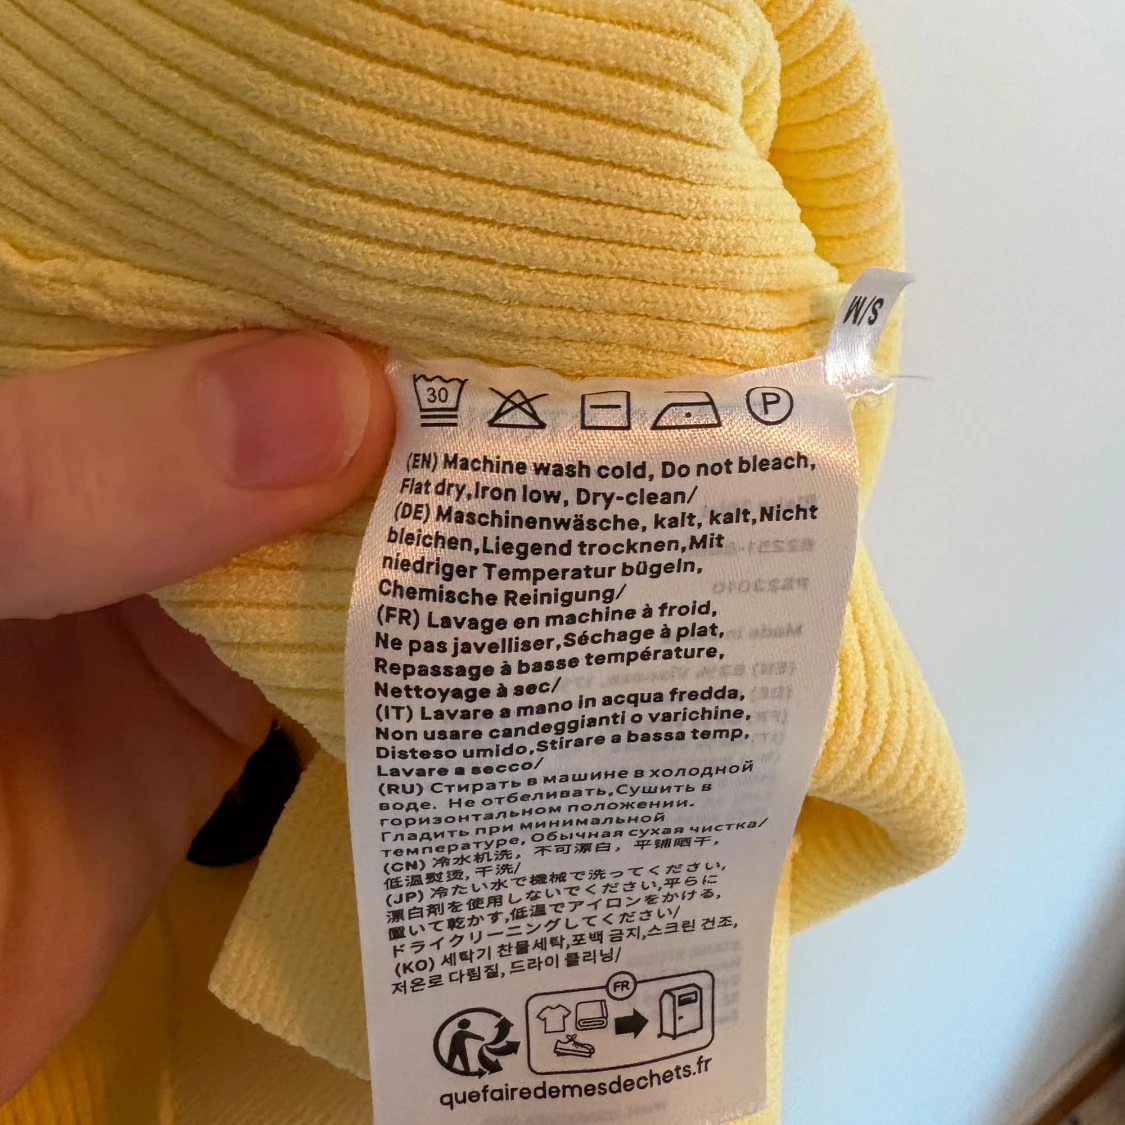 S/M
30
P
(EN) Machine wash cold, Do not bleach,
Flat dry,Iron low, Dry-clean/
(DE) Maschinenwäsche, kalt, kalt,Nicht
bleichen,Liegend trocknen,Mit
niedriger Temperatur bügeln,
Chemische Reinigung/
(FR) Lavage en machine à froid,
Ne pas javelliser,Séchage à plat,
Repassage à basse température,
Nettoyage à sec/
(IT) Lavare a mano in acqua fredda,
Non usare candeggianti o varichine,
Disteso umido,Stirare a bassa temp,
Lavare a secco/
(RU) Стирать в машине в холодной
воде. Не отбеливать,Сушить в
горизонтальном положении.
Гладить при минимальной
температуре, Обычная сухая чистка/
(CN) 冷水机洗, 不可漂白, 平铺晒干,
低温熨烫, 干洗/
(JP) 冷たい水で機械で洗ってください,
漂白剤を使用しないでください,平らに
置いて乾かす,低温でアイロンをかける,
ドライクリーニングしてください/
(KO) 세탁기 찬물세탁,포백 금지,스크린 건조,
저온로 다림질, 드라이 클리닝/
FR
quefairedemesdechets.fr